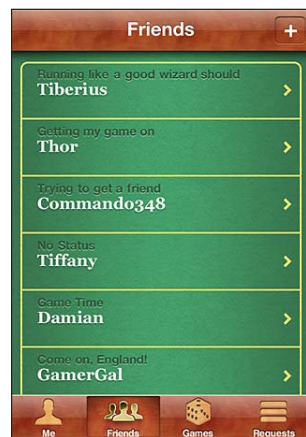 Friends
+
Running like a good wizard should
Tiberius
Getting my game on
Thor
Trying to get a friend
Commando348
No Status
Tiffany
Game Time
Damian
Come on, England!
GamerGal
Me Friends Games Requests